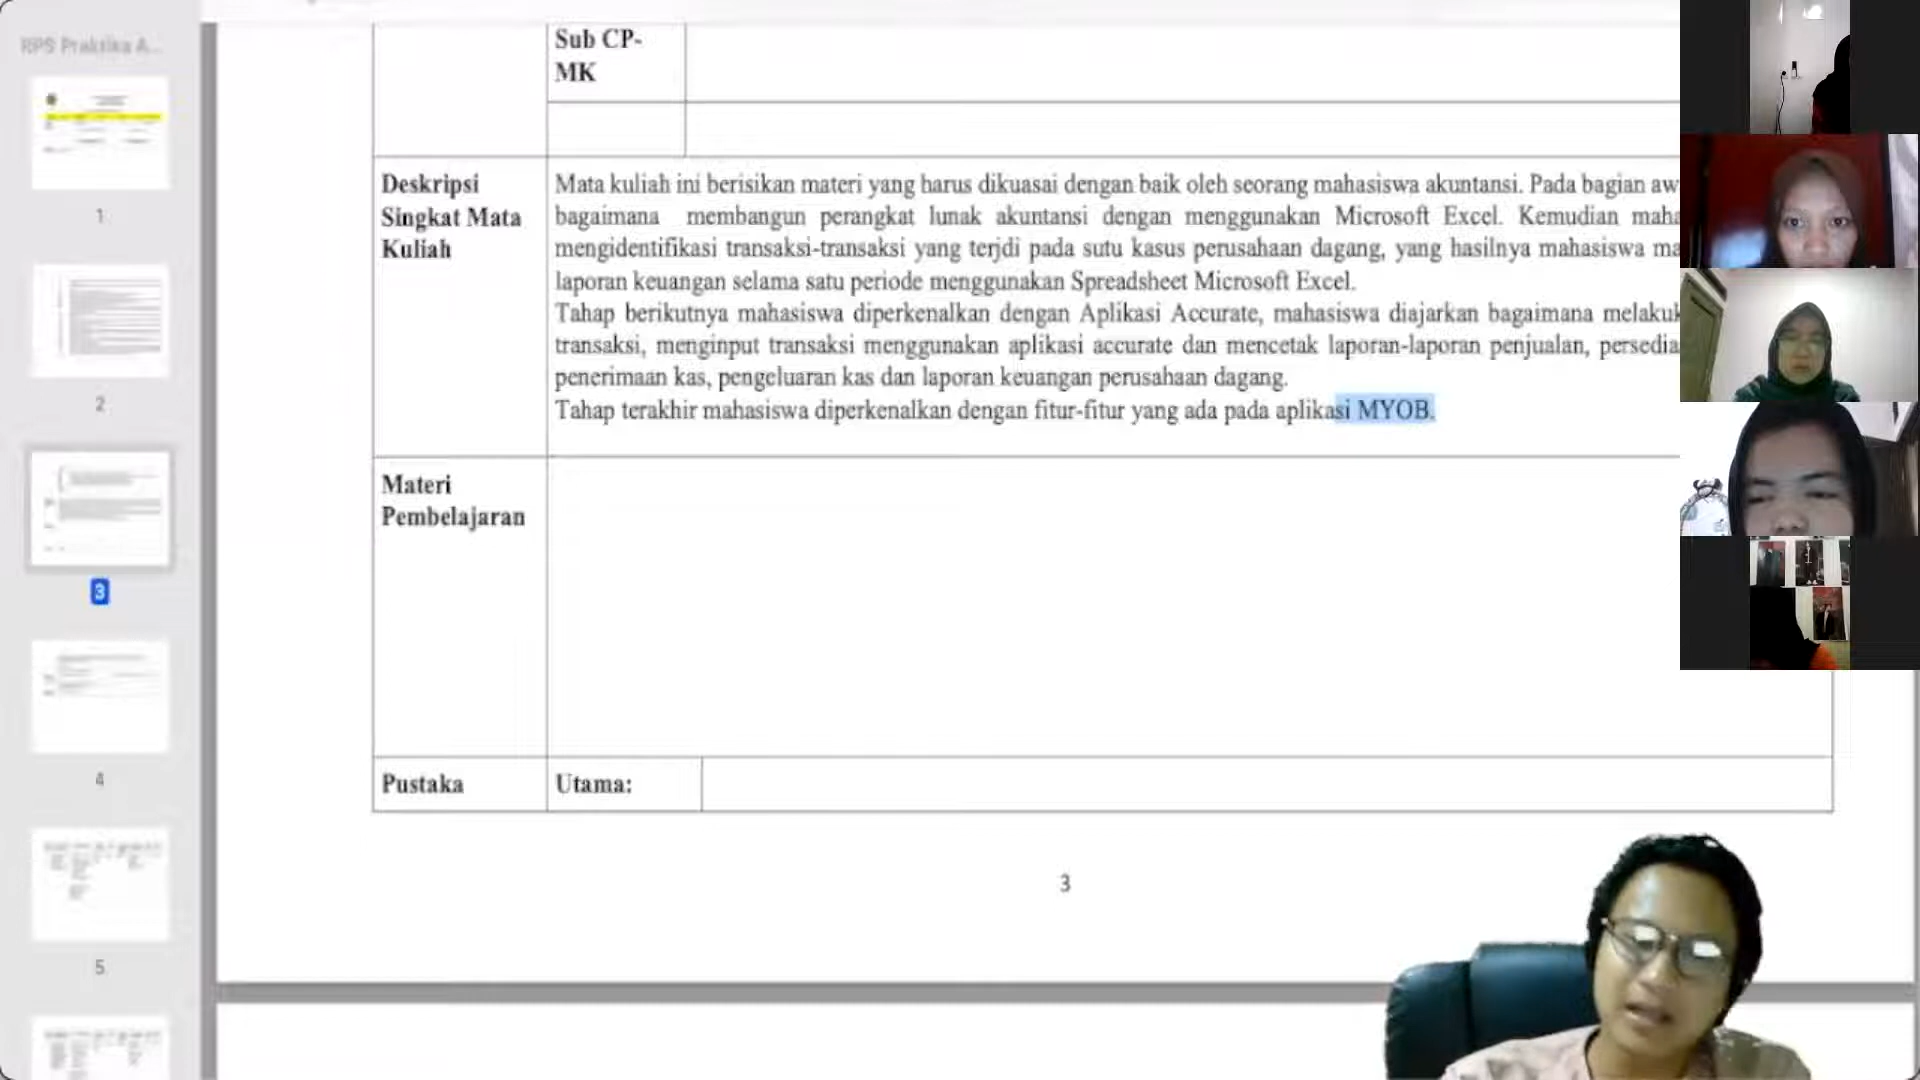 RPS Praktika A...
1
2
3
4
5
Sub CP-
MK
Deskripsi
Singkat Mata
Kuliah
Mata kuliah ini berisikan materi yang harus dikuasai dengan baik oleh seorang mahasiswa akuntansi. Pada bagian aw
bagaimana membangun perangkat lunak akuntansi dengan menggunakan Microsoft Excel. Kemudian maha
mengidentifikasi transaksi-transaksi yang terjdi pada sutu kasus perusahaan dagang, yang hasilnya mahasiswa ma
laporan keuangan selama satu periode menggunakan Spreadsheet Microsoft Excel.
Tahap berikutnya mahasiswa diperkenalkan dengan Aplikasi Accurate, mahasiswa diajarkan bagaimana melakuk
transaksi, menginput transaksi menggunakan aplikasi accurate dan mencetak laporan-laporan penjualan, persedia
penerimaan kas, pengeluaran kas dan laporan keuangan perusahaan dagang.
Tahap terakhir mahasiswa diperkenalkan dengan fitur-fitur yang ada pada aplikasi MYOB.
Materi
Pembelajaran
Pustaka
Utama:
3